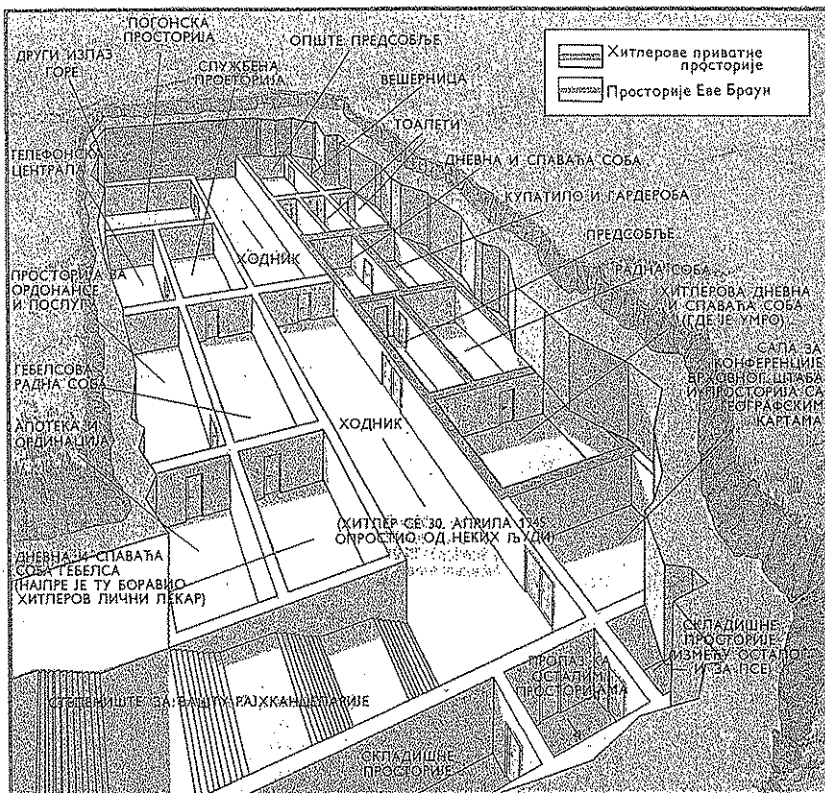 ПОГОНСКА
ПРОСТОРИЈА
ДРУГИ ИЗЛАЗ
ГОРЕ
СЛУЖБЕНА
ПРОЕТОРИЈА
ОПШТЕ ПРЕДСОБЉЕ
ВЕШЕРНИЦА
ТОАЛЕТИ
Хитлерове приватне
просторије
Просторије Еве Браун
ТЕЛЕФОНСКА
ЦЕНТРАЛА
ДНЕВНА И СПАВАЋА СОБА
КУПАТИЛО И ГАРДЕРОБА
ПРЕДСОБЉЕ
РАДНА СОБА
ХОДНИК
ПРОСТОРИЈА ЗА
ОРДОНАНСЕ
И ПОСЛУГУ
ХИТЛЕРОВА ДНЕВНА
И СПАВАЋА СОБА
(ГДЕ ЈЕ УМРО)
САЛА ЗА
КОНФЕРЕНЦИЈЕ
ВРХОВНОГ ШТАБА
И ПРОСТОРИЈА СА
ГЕОГРАФСКИМ
КАРТАМА
ГЕБЕЛСОВА
РАДНА СОБА
АПОТЕКА И
ОРДИНАЦИЈА
ХОДНИК
(ХИТЛЕР СЕ 30. АПРИЛА 1945.
ОПРОСТИО ОД НЕКИХ ЉУДИ)
ДНЕВНА И СПАВАЋА
СОБА ГЕБЕЛСА
(НАЈПРЕ ЈЕ ТУ БОРАВИО
ХИТЛЕРОВ ЛИЧНИ ЛЕКАР)
СКЛАДИШНЕ
ПРОСТОРИЈЕ
ИЗМЕЂУ ОСТАЛОГ
И ЗА ПСЕ)
ПРОЛАЗ СА
ОСТАЛИМ
ПРОСТОРИЈАМА
СТЕПЕНИШТЕ ЗА БАШТУ РАЈХКАНЦЕЛАРИЈЕ
СКЛАДИШНЕ
ПРОСТОРИЈЕ